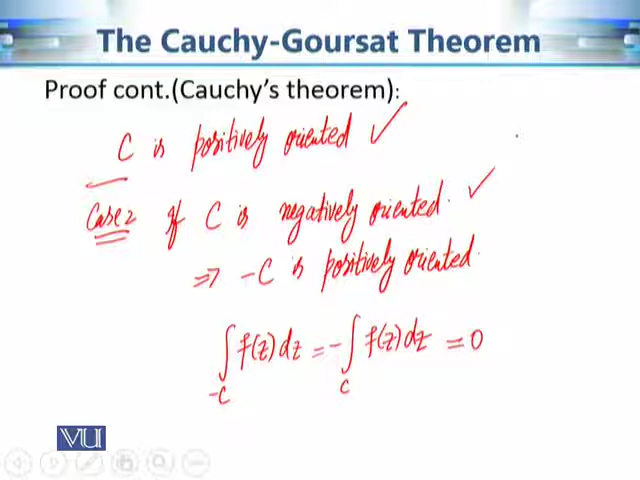 The Cauchy-Goursat Theorem
Proof cont.(Cauchy's theorem):
C is positively oriented ✓
Case 2 If C is negatively oriented. ✓
⇒ -C is positively oriented.
∫_{-C} f(z) dz = - ∫_C f(z) dz = 0
VU